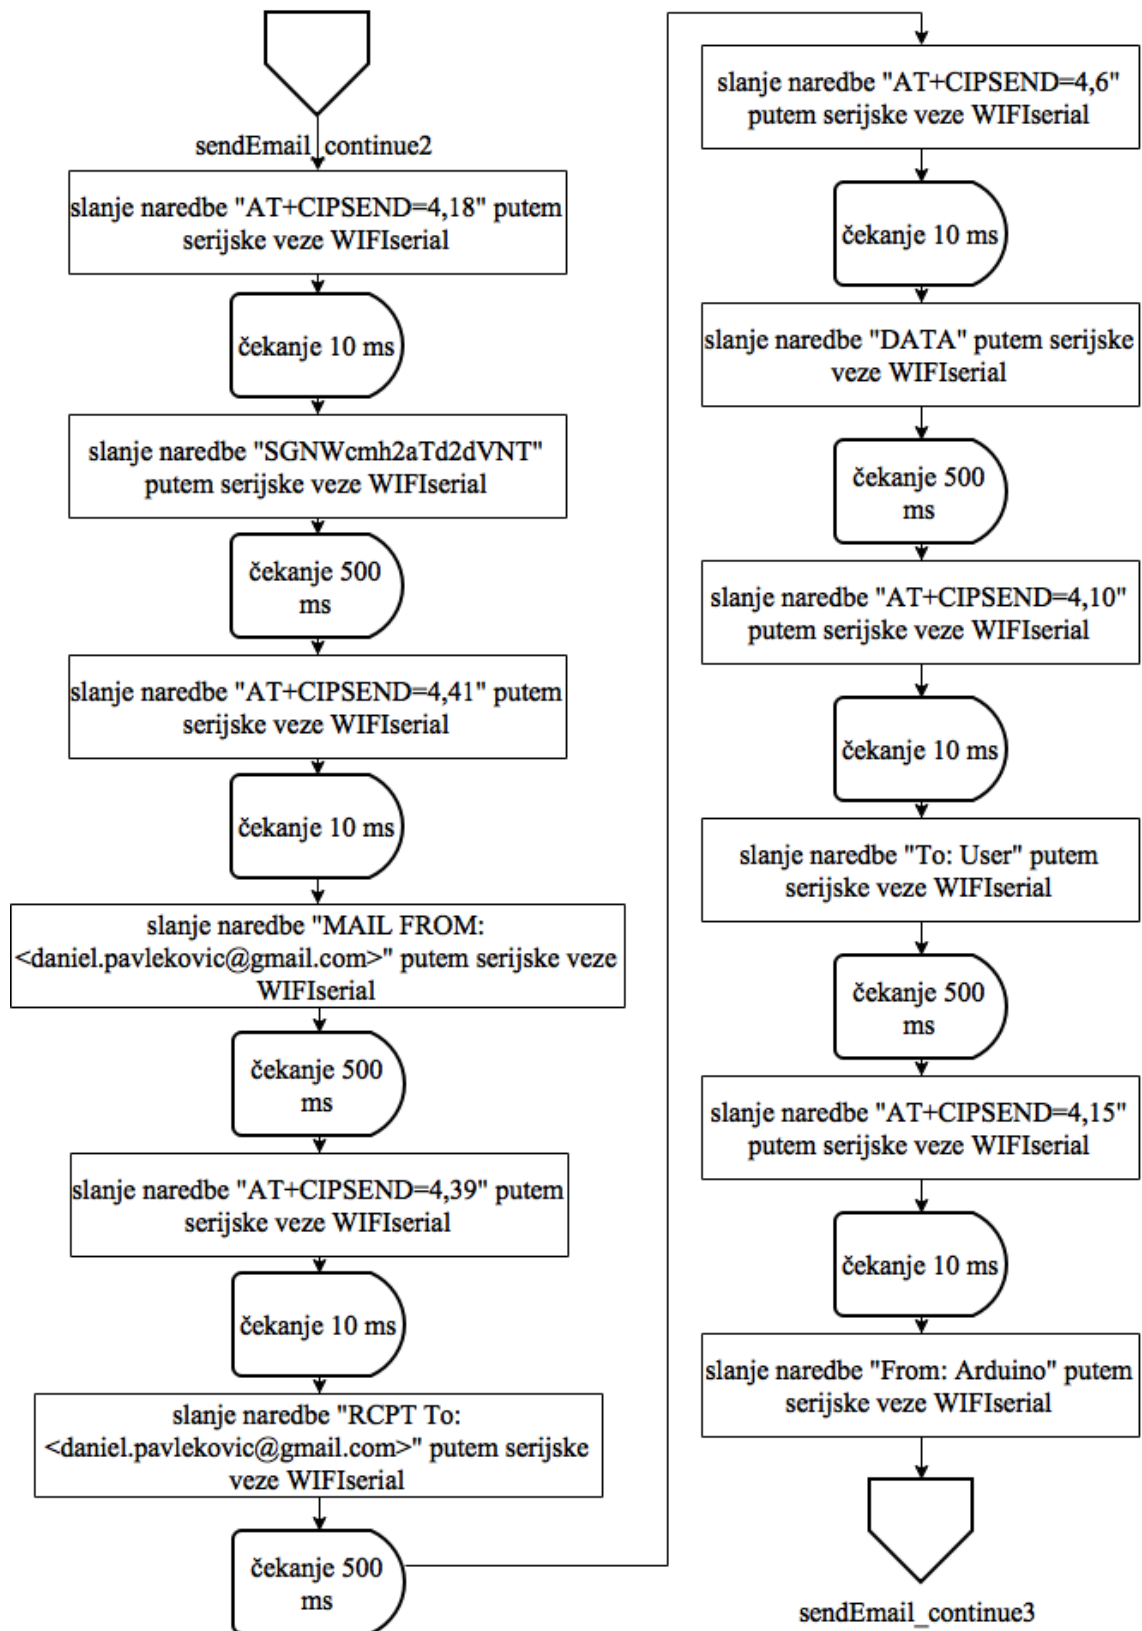 sendEmail_continue2
slanje naredbe "AT+CIPSEND=4,18" putem
serijske veze WIFIserial
čekanje 10 ms
slanje naredbe "SGNWcmh2aTd2dVNT"
putem serijske veze WIFIserial
čekanje 500
ms
slanje naredbe "AT+CIPSEND=4,41" putem
serijske veze WIFIserial
čekanje 10 ms
slanje naredbe "MAIL FROM:
<daniel.pavlekovic@gmail.com>" putem serijske veze
WIFIserial
čekanje 500
ms
slanje naredbe "AT+CIPSEND=4,39" putem
serijske veze WIFIserial
čekanje 10 ms
slanje naredbe "RCPT To:
<daniel.pavlekovic@gmail.com>" putem serijske
veze WIFIserial
čekanje 500
ms
slanje naredbe "AT+CIPSEND=4,6"
putem serijske veze WIFIserial
čekanje 10 ms
slanje naredbe "DATA" putem serijske
veze WIFIserial
čekanje 500
ms
slanje naredbe "AT+CIPSEND=4,10"
putem serijske veze WIFIserial
čekanje 10 ms
slanje naredbe "To: User" putem
serijske veze WIFIserial
čekanje 500
ms
slanje naredbe "AT+CIPSEND=4,15"
putem serijske veze WIFIserial
čekanje 10 ms
slanje naredbe "From: Arduino" putem
serijske veze WIFIserial
sendEmail_continue3